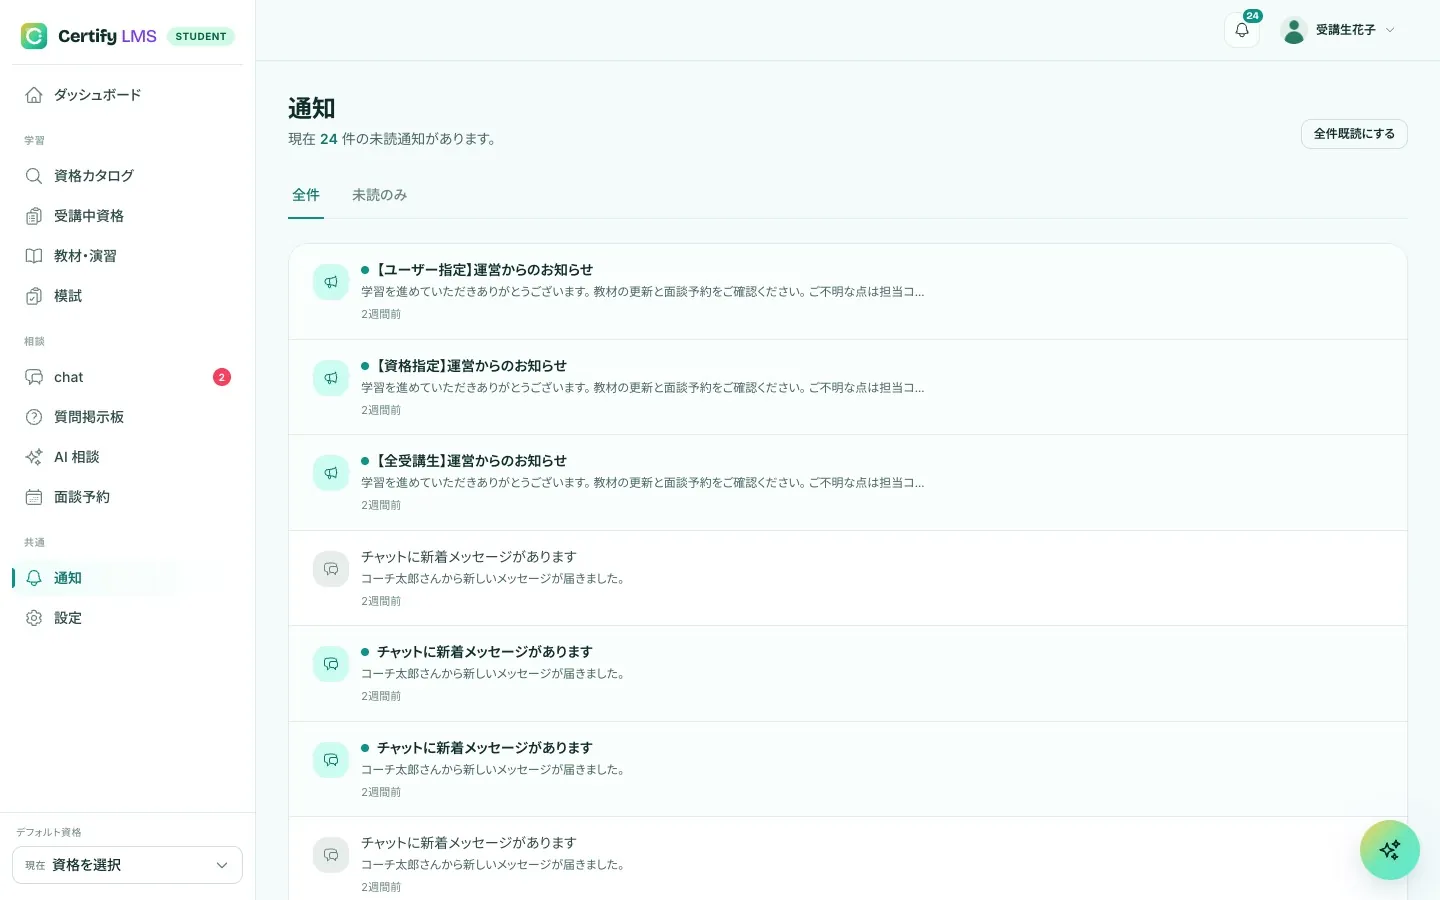 Certify LMS STUDENT
24
受講生花子
ダッシュボード
学習
資格カタログ
受講中資格
教材・演習
模試
相談
chat
2
質問掲示板
AI 相談
面談予約
共通
通知
設定
デフォルト資格
現在 資格を選択
通知
現在 24 件の未読通知があります。
全件既読にする
全件
未読のみ
【ユーザー指定】運営からのお知らせ
学習を進めていただきありがとうございます。教材の更新と面談予約をご確認ください。ご不明な点は担当コ...
2週間前
【資格指定】運営からのお知らせ
学習を進めていただきありがとうございます。教材の更新と面談予約をご確認ください。ご不明な点は担当コ...
2週間前
【全受講生】運営からのお知らせ
学習を進めていただきありがとうございます。教材の更新と面談予約をご確認ください。ご不明な点は担当コ...
2週間前
チャットに新着メッセージがあります
コーチ太郎さんから新しいメッセージが届きました。
2週間前
チャットに新着メッセージがあります
コーチ太郎さんから新しいメッセージが届きました。
2週間前
チャットに新着メッセージがあります
コーチ太郎さんから新しいメッセージが届きました。
2週間前
チャットに新着メッセージがあります
コーチ太郎さんから新しいメッセージが届きました。
2週間前